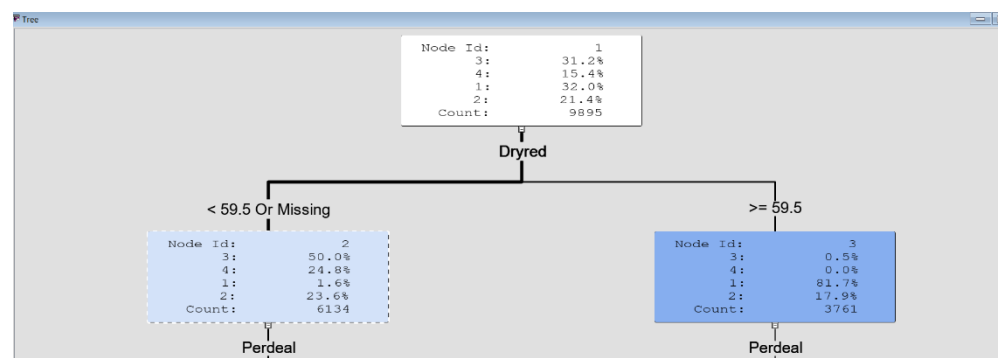 Tree
Node Id: 1
3: 31.2%
4: 15.4%
1: 32.0%
2: 21.4%
Count: 9895
Dryred
< 59.5 Or Missing
>= 59.5
Node Id: 2
3: 50.0%
4: 24.8%
1: 1.6%
2: 23.6%
Count: 6134
Node Id: 3
3: 0.5%
4: 0.0%
1: 81.7%
2: 17.9%
Count: 3761
Perdeal
Perdeal